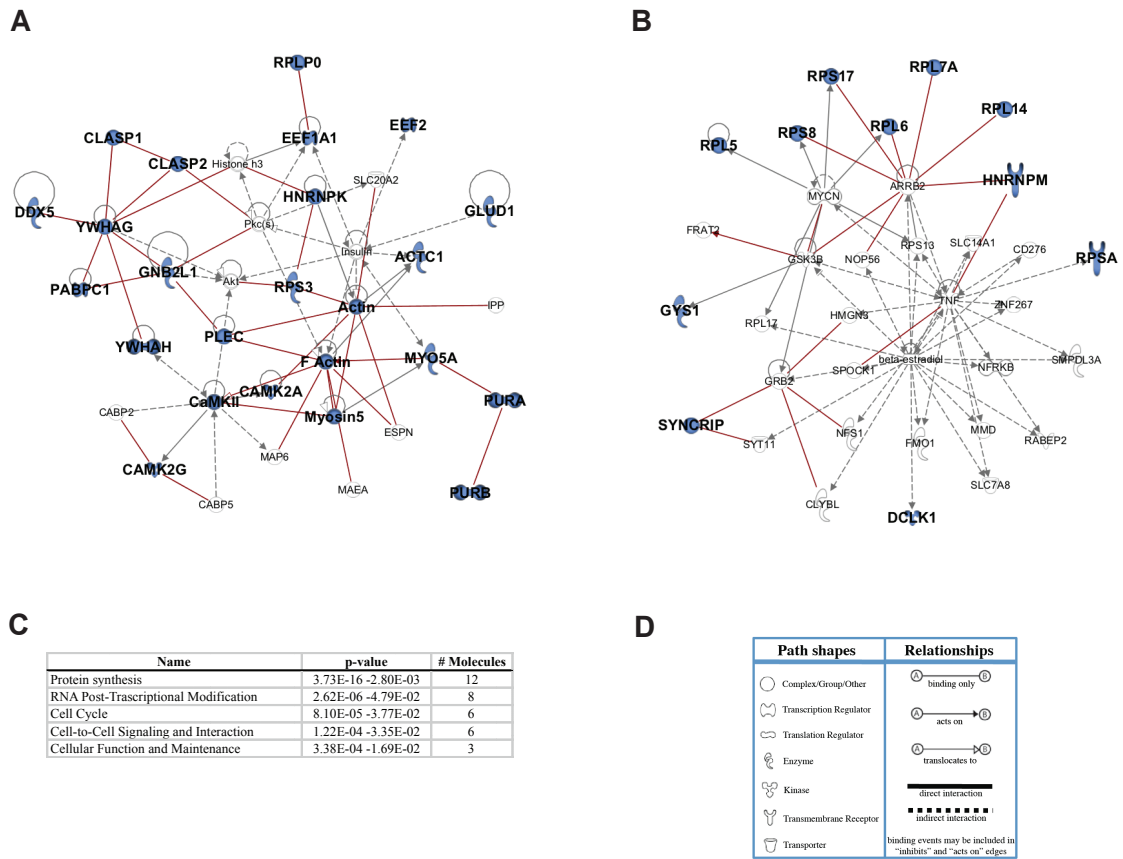 A
B
RPLP0
CLASP1
EEF1A1
EEF2
CLASP2
Histone h3
SLC20A2
HNRNPK
DDX5
YWHAG
Pkc(s)
GLUD1
Insulin
ACTC1
GNB2L1
Akt
RPS3
PABPC1
Actin
IPP
PLEC
YWHAH
F Actin
MYO5A
CAMK2A
CaMKII
PURA
CABP2
Myosin5
ESPN
MAP6
CAMK2G
MAEA
PURB
CABP5
RPS17
RPL7A
RPL14
RPL6
RPS8
RPL5
HNRNPM
ARRB2
MYCN
FRAT2
RPS13
SLC14A1
CD276
GSK3B
NOP56
RPSA
TNF
ZNF267
GYS1
HMGN3
RPL17
beta-estradiol
SMPDL3A
SPOCK1
NFRKB
GRB2
SYNCRIP
NFS1
MMD
SYT11
FMO1
RABEP2
SLC7A8
CLYBL
DCLK1
C
Name p-value # Molecules
Protein synthesis 3.73E-16 -2.80E-03 12
RNA Post-Trascriptional Modification 2.62E-06 -4.79E-02 8
Cell Cycle 8.10E-05 -3.77E-02 6
Cell-to-Cell Signaling and Interaction 1.22E-04 -3.35E-02 6
Cellular Function and Maintenance 3.38E-04 -1.69E-02 3
D
Path shapes Relationships
Complex/Group/Other
A B
binding only
Transcription Regulator
A B
acts on
Translation Regulator
A B
translocates to
Enzyme
Kinase
direct interaction
Transmembrane Receptor
indirect interaction
Transporter
binding events may be included in
"inhibits" and "acts on" edges